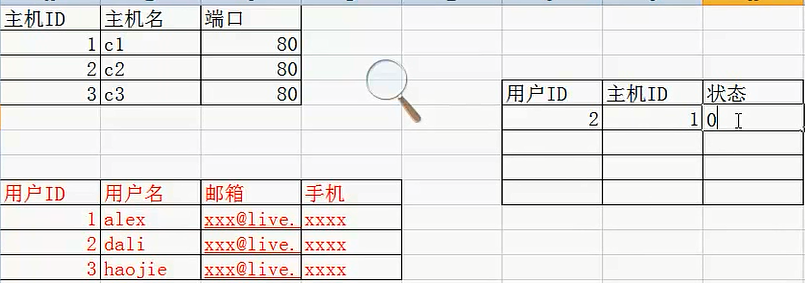 主机ID 主机名 端口
1 c1 80
2 c2 80
3 c3 80
用户ID 主机ID 状态
2 1 0
用户ID 用户名 邮箱 手机
1 alex xxx@live. xxxx
2 dali xxx@live. xxxx
3 haojie xxx@live. xxxx